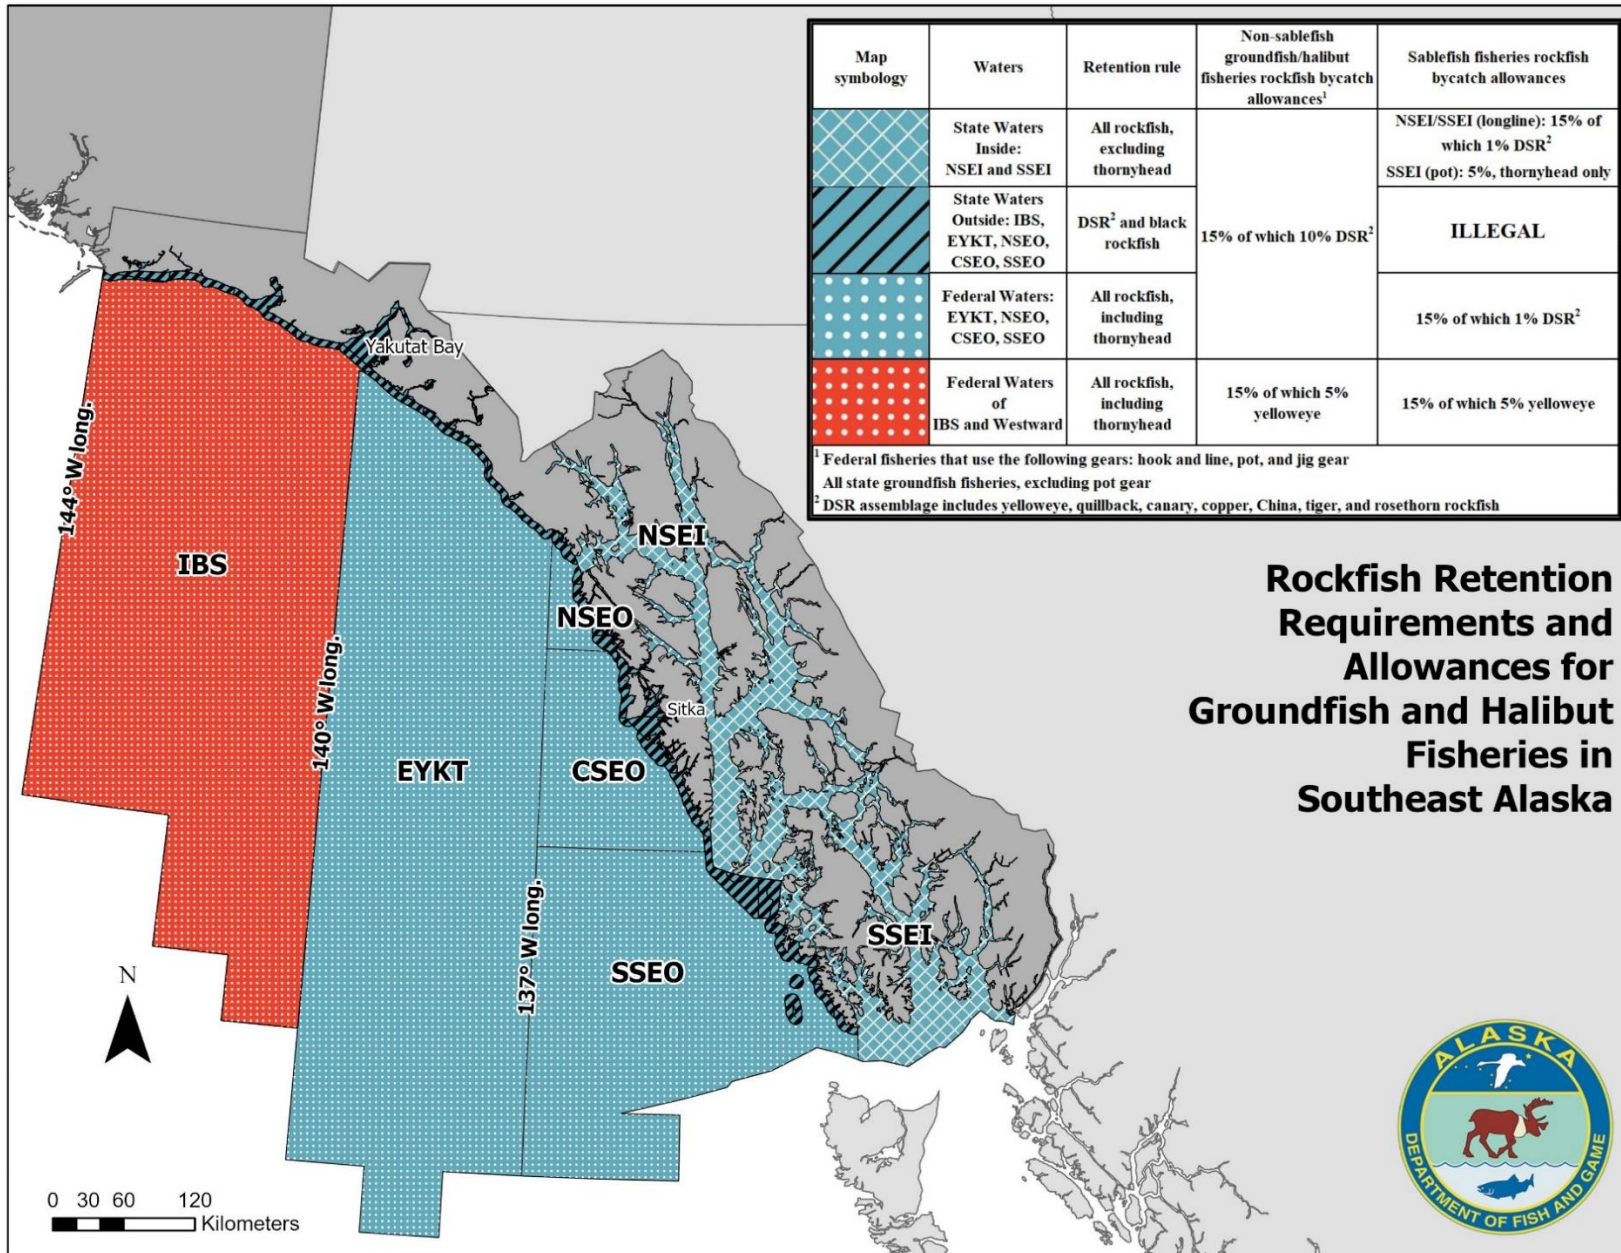 Map symbology
Waters
Retention rule
Non-sablefish groundfish/halibut fisheries rockfish bycatch allowances¹
Sablefish fisheries rockfish bycatch allowances
State Waters Inside: NSEI and SSEI
All rockfish, excluding thornyhead
15% of which 10% DSR²
NSEI/SSEI (longline): 15% of which 1% DSR²
SSEI (pot): 5%, thornyhead only
State Waters Outside: IBS, EYKT, NSEO, CSEO, SSEO
DSR² and black rockfish
ILLEGAL
Federal Waters: EYKT, NSEO, CSEO, SSEO
All rockfish, including thornyhead
15% of which 1% DSR²
Federal Waters of IBS and Westward
All rockfish, including thornyhead
15% of which 5% yelloweye
15% of which 5% yelloweye
¹ Federal fisheries that use the following gears: hook and line, pot, and jig gear
All state groundfish fisheries, excluding pot gear
² DSR assemblage includes yelloweye, quillback, canary, copper, China, tiger, and rosethorn rockfish
Rockfish Retention
Requirements and
Allowances for
Groundfish and Halibut
Fisheries in
Southeast Alaska
Yakutat Bay
144° W long.
IBS
NSEI
NSEO
140° W long.
Sitka
EYKT
CSEO
137° W long.
SSEI
SSEO
N
0 30 60 120
Kilometers
ALASKA
DEPARTMENT OF FISH AND GAME